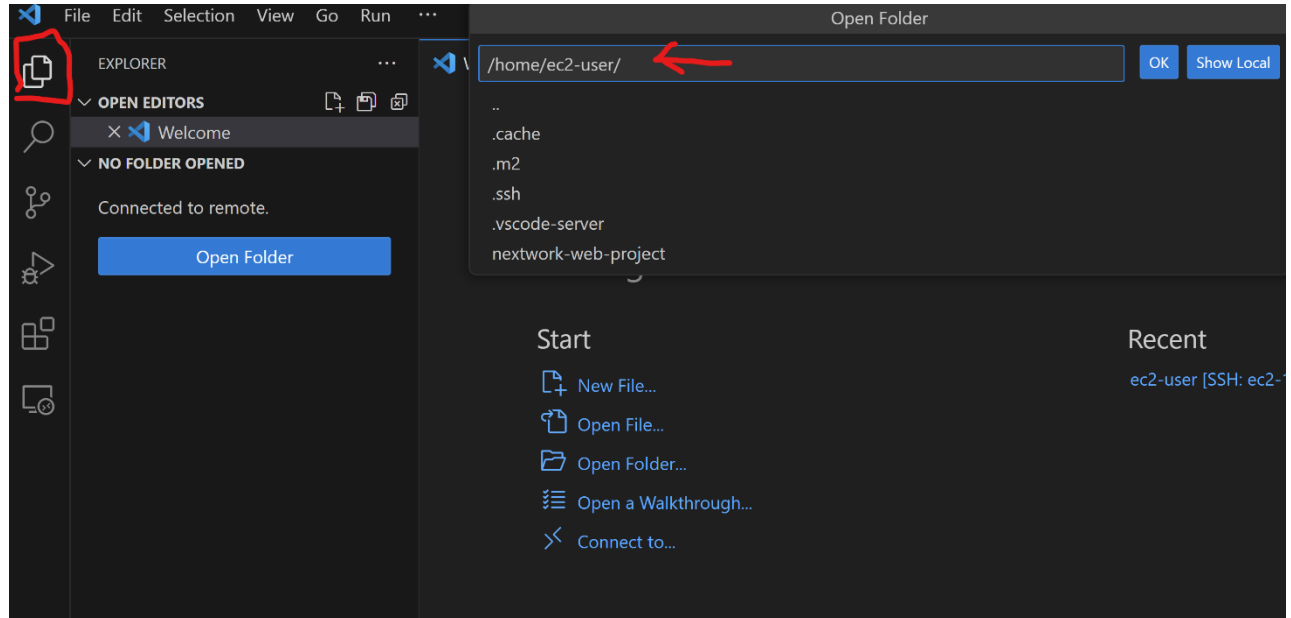 File Edit Selection View Go Run ···
Open Folder
EXPLORER ···
/home/ec2-user/
OK
Show Local
OPEN EDITORS
Welcome
NO FOLDER OPENED
Connected to remote.
Open Folder
..
.cache
.m2
.ssh
.vscode-server
nextwork-web-project
Start
New File...
Open File...
Open Folder...
Open a Walkthrough...
Connect to...
Recent
ec2-user [SSH: ec2-